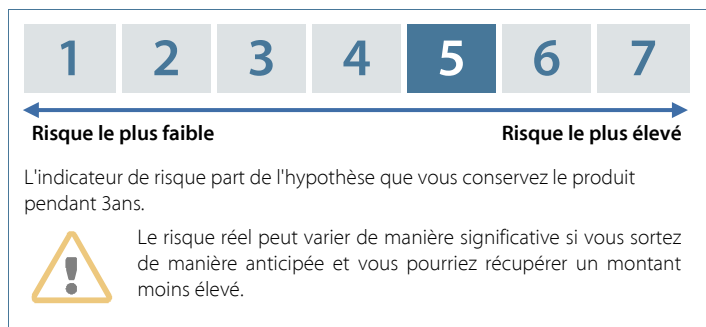 1 2 3 4 5 6 7
Risque le plus faible Risque le plus élevé
L'indicateur de risque part de l'hypothèse que vous conservez le produit
pendant 3ans.
Le risque réel peut varier de manière significative si vous sortez
de manière anticipée et vous pourriez récupérer un montant
moins élevé.